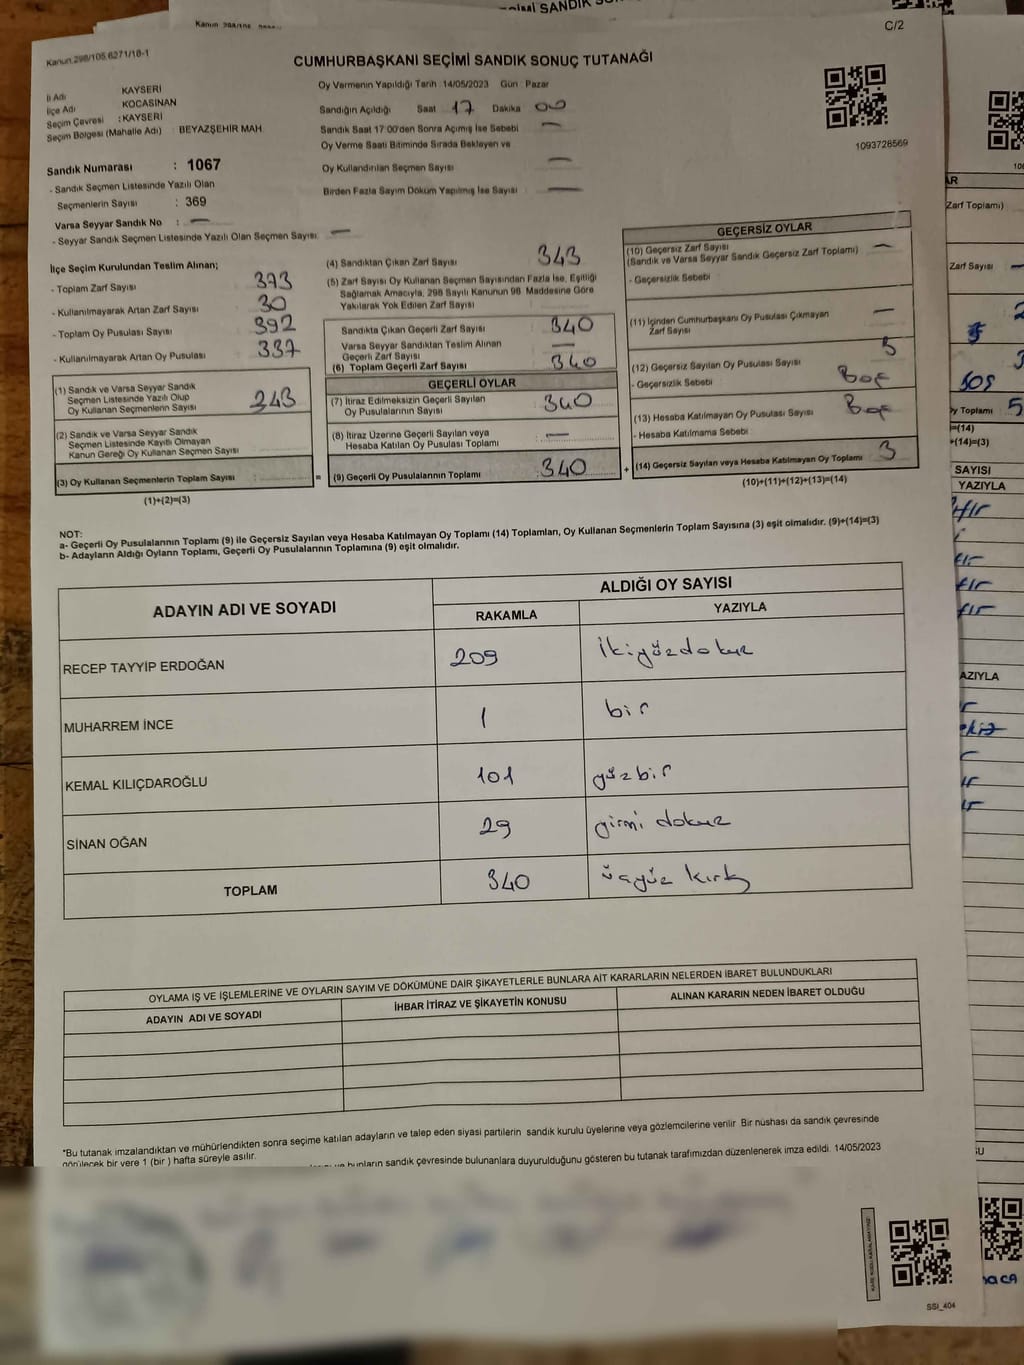 C/2
Kanun.298/105.6271/18-1
CUMHURBAŞKANI SEÇİMİ SANDIK SONUÇ TUTANAĞI
İl Adı KAYSERİ
İlçe Adı KOCASİNAN
Seçim Çevresi : KAYSERİ
Seçim Bölgesi (Mahalle Adı) : BEYAZŞEHİR MAH.
Sandık Numarası : 1067
- Sandık Seçmen Listesinde Yazılı Olan
Seçmenlerin Sayısı : 369
Varsa Seyyar Sandık No : —
- Seyyar Sandık Seçmen Listesinde Yazılı Olan Seçmen Sayısı: —
Oy Vermenin Yapıldığı Tarih 14/05/2023 Gün Pazar
Sandığın Açıldığı Saat 17 Dakika 00
Sandık Saat 17:00'den Sonra Açımış İse Sebebi —
Oy Verme Saati Bitiminde Sırada Bekleyen ve
Oy Kullandırılan Seçmen Sayısı —
Birden Fazla Sayım Döküm Yapılmış İse Sayısı —
1093728569
İlçe Seçim Kurulundan Teslim Alınan;
- Toplam Zarf Sayısı 373
- Kullanılmayarak Artan Zarf Sayısı 30
- Toplam Oy Pusulası Sayısı 392
- Kullanılmayarak Artan Oy Pusulası 337
(1) Sandık ve Varsa Seyyar Sandık
Seçmen Listesinde Yazılı Olup
Oy Kullanan Seçmenlerin Sayısı 343
(2) Sandık ve Varsa Seyyar Sandık
Seçmen Listesinde Kayıtlı Olmayan
Kanun Gereği Oy Kullanan Seçmen Sayısı
(3) Oy Kullanan Seçmenlerin Toplam Sayısı =
(1)+(2)=(3)
(4) Sandıktan Çıkan Zarf Sayısı 343
(5) Zarf Sayısı Oy Kullanan Seçmen Sayısından Fazla İse, Eşitliği
Sağlamak Amacıyla, 298 Sayılı Kanunun 98. Maddesine Göre
Yakılarak Yok Edilen Zarf Sayısı
Sandıkta Çıkan Geçerli Zarf Sayısı 340
Varsa Seyyar Sandıktan Teslim Alınan
Geçerli Zarf Sayısı —
(6) Toplam Geçerli Zarf Sayısı 340
GEÇERLİ OYLAR
(7) İtiraz Edilmeksizin Geçerli Sayılan
Oy Pusulalarının Sayısı 340
(8) İtiraz Üzerine Geçerli Sayılan veya
Hesaba Katılan Oy Pusulası Toplamı —
(9) Geçerli Oy Pusulalarının Toplamı 340 +
GEÇERSİZ OYLAR
(10) Geçersiz Zarf Sayısı
(Sandık ve Varsa Seyyar Sandık Geçersiz Zarf Toplamı) —
- Geçersizlik Sebebi
(11) İçinden Cumhurbaşkanı Oy Pusulası Çıkmayan
Zarf Sayısı —
(12) Geçersiz Sayılan Oy Pusulası Sayısı 3
- Geçersizlik Sebebi Boş
(13) Hesaba Katılmayan Oy Pusulası Sayısı Boş
- Hesaba Katılmama Sebebi
(14) Geçersiz Sayılan veya Hesaba Katılmayan Oy Toplamı 3
(10)+(11)+(12)+(13)=(14)
NOT:
a- Geçerli Oy Pusulalarının Toplamı (9) ile Geçersiz Sayılan veya Hesaba Katılmayan Oy Toplamı (14) Toplamları, Oy Kullanan Seçmenlerin Toplam Sayısına (3) eşit olmalıdır. (9)+(14)=(3)
b- Adayların Aldığı Oyların Toplamı, Geçerli Oy Pusulalarının Toplamına (9) eşit olmalıdır.
ADAYIN ADI VE SOYADI ALDIĞI OY SAYISI
RAKAMLA YAZIYLA
RECEP TAYYİP ERDOĞAN 209 ikiyüzdokuz
MUHARREM İNCE 1 bir
KEMAL KILIÇDAROĞLU 101 yüzbir
SİNAN OĞAN 29 yirmi dokuz
TOPLAM 340 üçyüz kırk
OYLAMA İŞ VE İŞLEMLERİNE VE OYLARIN SAYIM VE DÖKÜMÜNE DAİR ŞİKAYETLERLE BUNLARA AİT KARARLARIN NELERDEN İBARET BULUNDUKLARI
ADAYIN ADI VE SOYADI İHBAR İTİRAZ VE ŞİKAYETİN KONUSU ALINAN KARARIN NEDEN İBARET OLDUĞU
*Bu tutanak imzalandıktan ve mühürlendikten sonra seçime katılan adayların ve talep eden siyasi partilerin sandık kurulu üyelerine veya gözlemcilerine verilir. Bir nüshası da sandık çevresinde
görülecek bir yere 1 (bir) hafta süreyle asılır.
bunların sandık çevresinde bulunanlara duyurulduğunu gösteren bu tutanak tarafımızdan düzenlenerek imza edildi. 14/05/2023
SSI_404
Zarf Toplamı)
Zarf Sayısı —
Oy Toplamı 5
=(14)
+(14)=(3)
SAYISI
YAZIYLA